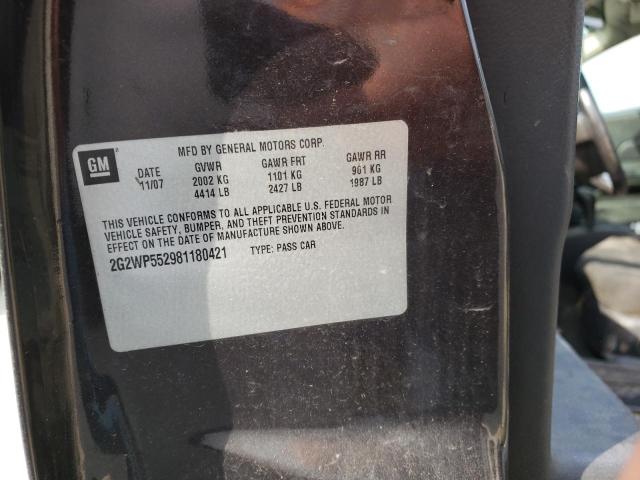 GM
MFD BY GENERAL MOTORS CORP.
DATE GVWR GAWR FRT GAWR RR
11/07 2002 KG 1101 KG 901 KG
4414 LB 2427 LB 1987 LB
THIS VEHICLE CONFORMS TO ALL APPLICABLE U.S. FEDERAL MOTOR
VEHICLE SAFETY, BUMPER, AND THEFT PREVENTION STANDARDS IN
EFFECT ON THE DATE OF MANUFACTURE SHOWN ABOVE.
2G2WP552981180421 TYPE: PASS CAR